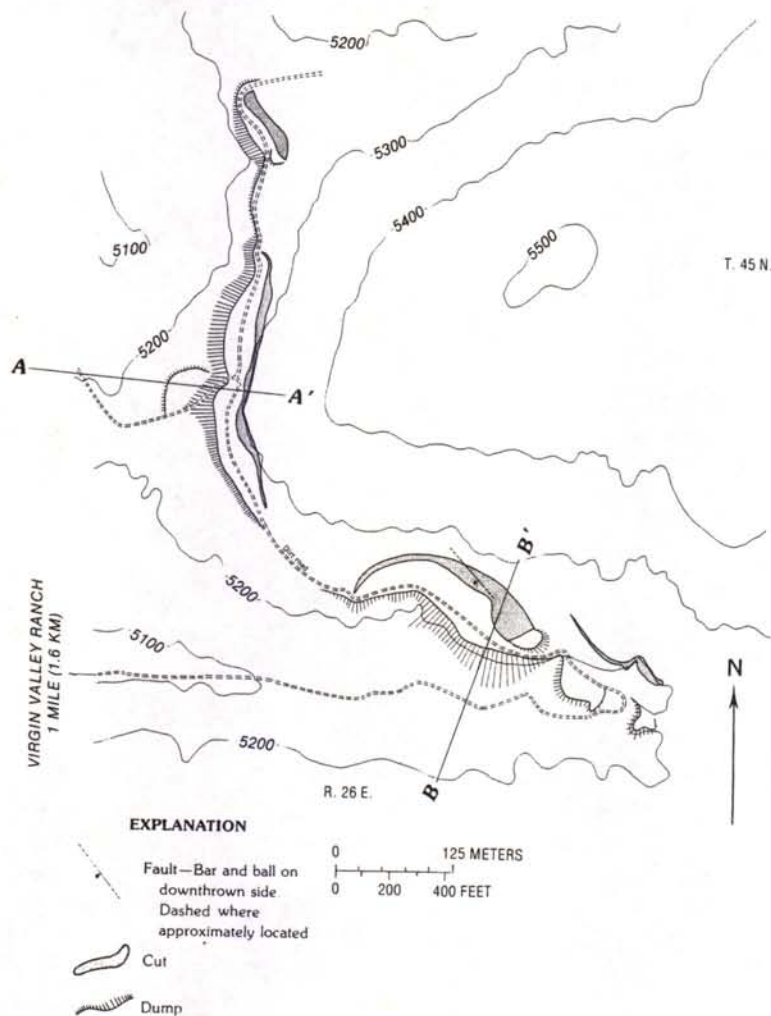 5200
5300
5400
5500
5100
T. 45 N.
5200
A
A'
Dirt road
B'
5200
5100
VIRGIN VALLEY RANCH
1 MILE (1.6 KM)
N
5200
B
R. 26 E.
EXPLANATION
Fault—Bar and ball on
downthrown side.
Dashed where
approximately located
Cut
Dump
0 125 METERS
0 200 400 FEET